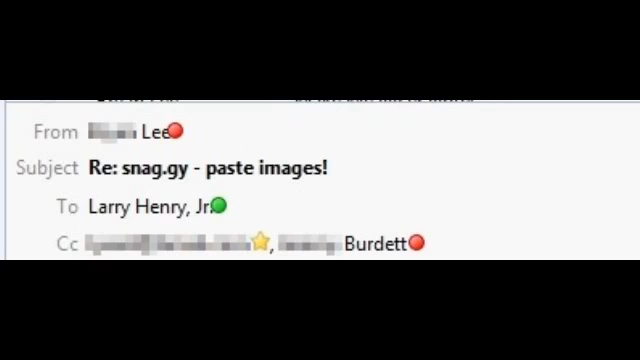 From Lee
Subject Re: snag.gy - paste images!
To Larry Henry, Jr.
Cc , Burdett